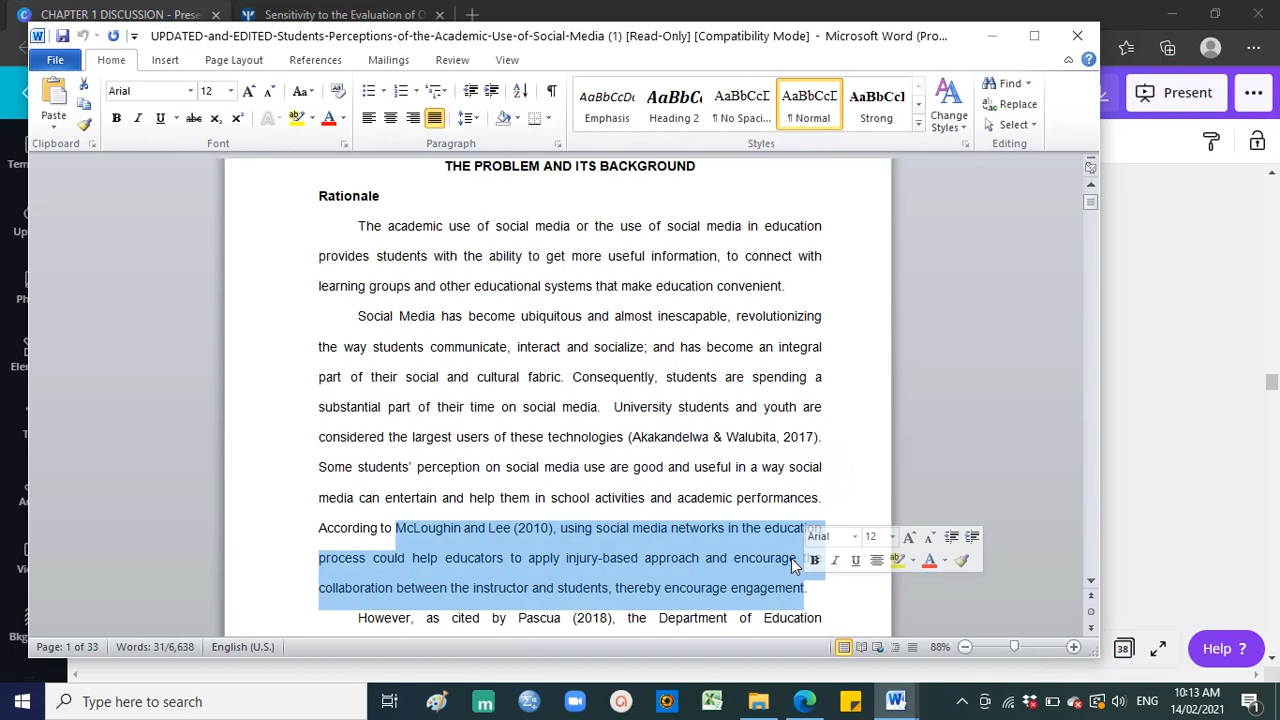 CHAPTER 1 DISCUSSION - Prese
Sensitivity to the Evaluation of O
UPDATED-and-EDITED-Students-Perceptions-of-the-Academic-Use-of-Social-Media (1) [Read-Only] [Compatibility Mode] - Microsoft Word (Pro...
File Home Insert Page Layout References Mailings Review View
Present
Paste
Arial 12
AaBbCcDc AaBbC AaBbCcI AaBbCcI AaBbCcI
Emphasis Heading 2 ¶ No Spaci... ¶ Normal Strong
Change Styles
Find
Replace
Select
Clipboard Font Paragraph Styles Editing
THE PROBLEM AND ITS BACKGROUND
Rationale
The academic use of social media or the use of social media in education
provides students with the ability to get more useful information, to connect with
learning groups and other educational systems that make education convenient.
Social Media has become ubiquitous and almost inescapable, revolutionizing
the way students communicate, interact and socialize; and has become an integral
part of their social and cultural fabric. Consequently, students are spending a
substantial part of their time on social media. University students and youth are
considered the largest users of these technologies (Akakandelwa & Walubita, 2017).
Some students' perception on social media use are good and useful in a way social
media can entertain and help them in school activities and academic performances.
According to McLoughin and Lee (2010), using social media networks in the education
process could help educators to apply injury-based approach and encourage the
collaboration between the instructor and students, thereby encourage engagement.
Arial 12
However, as cited by Pascua (2018), the Department of Education
Page: 1 of 33 Words: 31/6,638 English (U.S.) 88%
38
Help ?
Type here to search
ENG
10:13 AM
14/02/2021